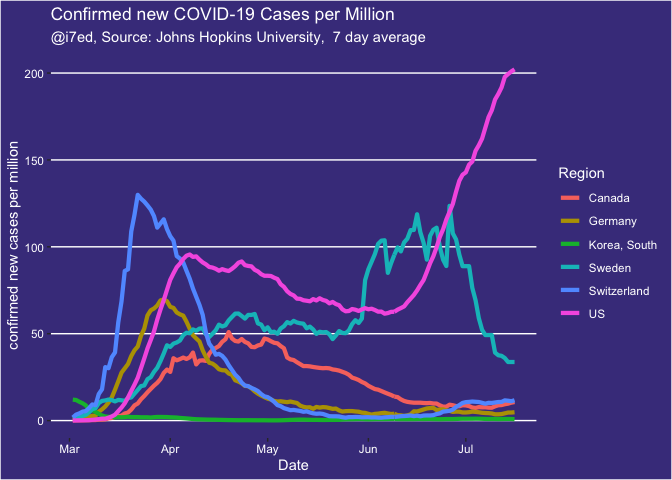 Confirmed new COVID-19 Cases per Million
@i7ed, Source: Johns Hopkins University,  7 day average
confirmed new cases per million
200
150
100
50
0
Mar
Apr
May
Jun
Jul
Date
Region
Canada
Germany
Korea, South
Sweden
Switzerland
US